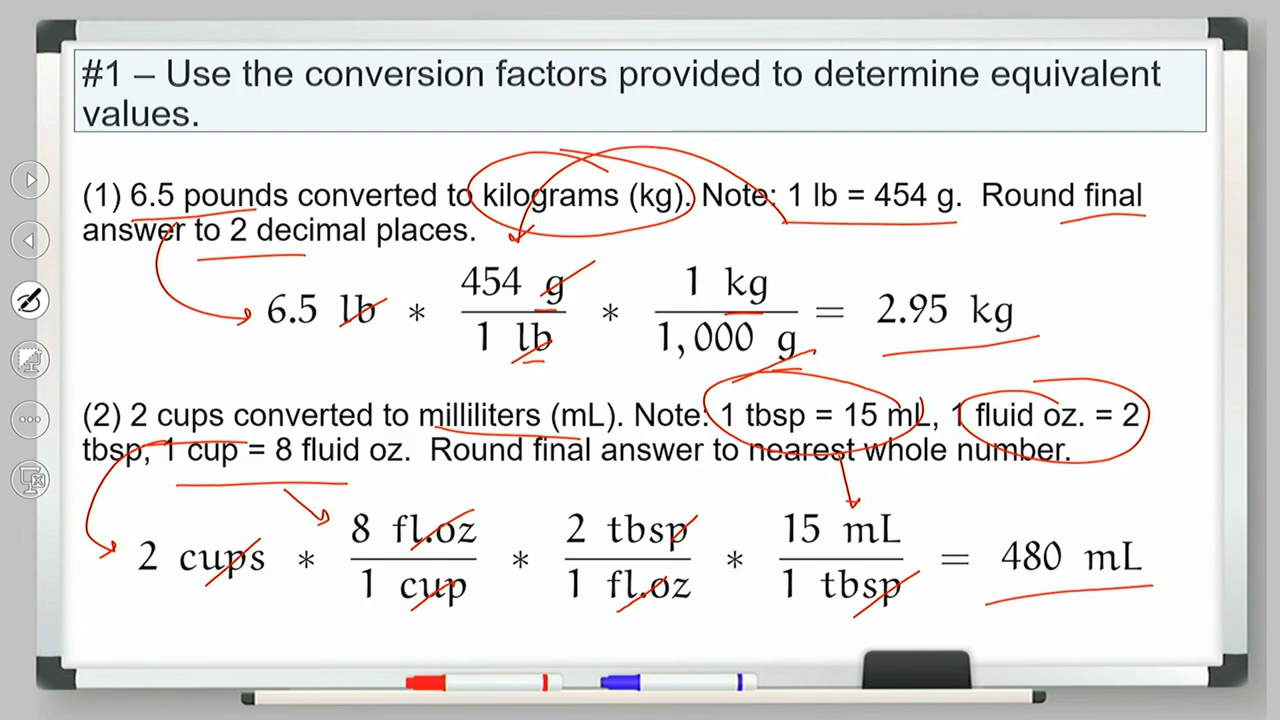 #1 – Use the conversion factors provided to determine equivalent
values.
(1) 6.5 pounds converted to kilograms (kg). Note: 1 lb = 454 g. Round final
answer to 2 decimal places.
6.5 lb * 454 g / 1 lb * 1 kg / 1,000 g = 2.95 kg
(2) 2 cups converted to milliliters (mL). Note: 1 tbsp = 15 mL, 1 fluid oz. = 2
tbsp, 1 cup = 8 fluid oz. Round final answer to nearest whole number.
2 cups * 8 fl.oz / 1 cup * 2 tbsp / 1 fl.oz * 15 mL / 1 tbsp = 480 mL